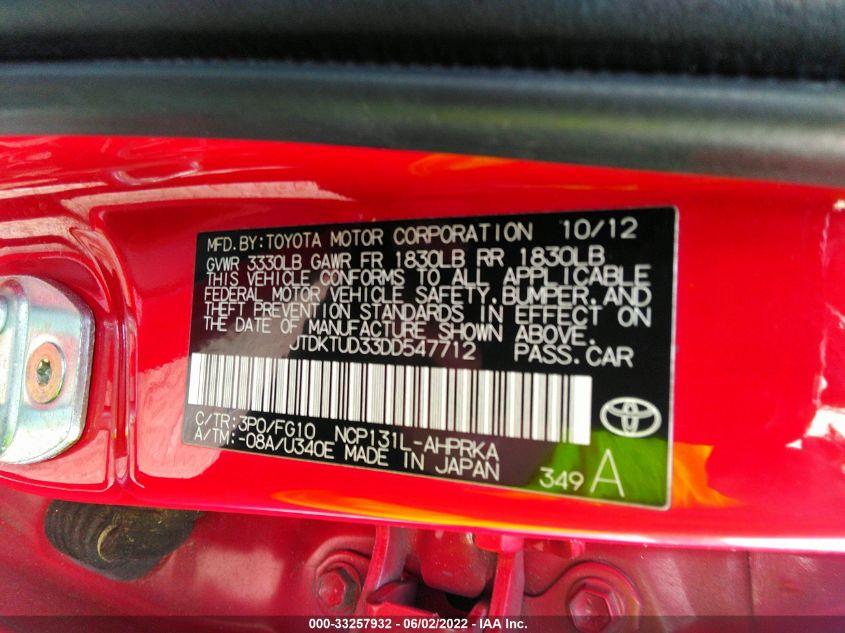 MFD. BY: TOYOTA MOTOR CORPORATION 10/12
GVWR 3330LB GAWR FR 1830LB RR 1830LB
THIS VEHICLE CONFORMS TO ALL APPLICABLE
FEDERAL MOTOR VEHICLE SAFETY, BUMPER, AND
THEFT PREVENTION STANDARDS IN EFFECT ON
THE DATE OF MANUFACTURE SHOWN ABOVE.
JTDKTUD33DD547712 PASS. CAR
C/TR: 3P0/FG10 NCP131L-AHPRKA
A/TM: -08A/U340E MADE IN JAPAN
349 A
000-33257932 - 06/02/2022 - IAA Inc.